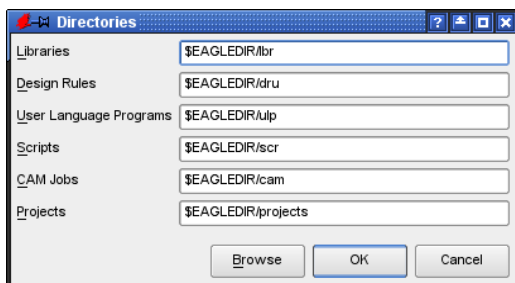 Directories
Libraries $EAGLEDIR/lbr
Design Rules $EAGLEDIR/dru
User Language Programs $EAGLEDIR/ulp
Scripts $EAGLEDIR/scr
CAM Jobs $EAGLEDIR/cam
Projects $EAGLEDIR/projects
Browse OK Cancel